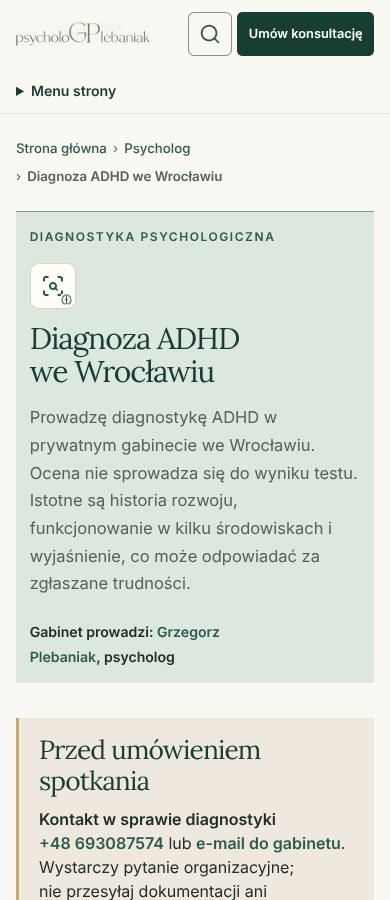 psycholoGPlebaniak
Umów konsultację
Menu strony
Strona główna › Psycholog
› Diagnoza ADHD we Wrocławiu
DIAGNOSTYKA PSYCHOLOGICZNA
Diagnoza ADHD
we Wrocławiu
Prowadzę diagnostykę ADHD w
prywatnym gabinecie we Wrocławiu.
Ocena nie sprowadza się do wyniku testu.
Istotne są historia rozwoju,
funkcjonowanie w kilku środowiskach i
wyjaśnienie, co może odpowiadać za
zgłaszane trudności.
Gabinet prowadzi: Grzegorz
Plebaniak, psycholog
Przed umówieniem
spotkania
Kontakt w sprawie diagnostyki
+48 693087574 lub e-mail do gabinetu.
Wystarczy pytanie organizacyjne;
nie przesyłaj dokumentacji ani